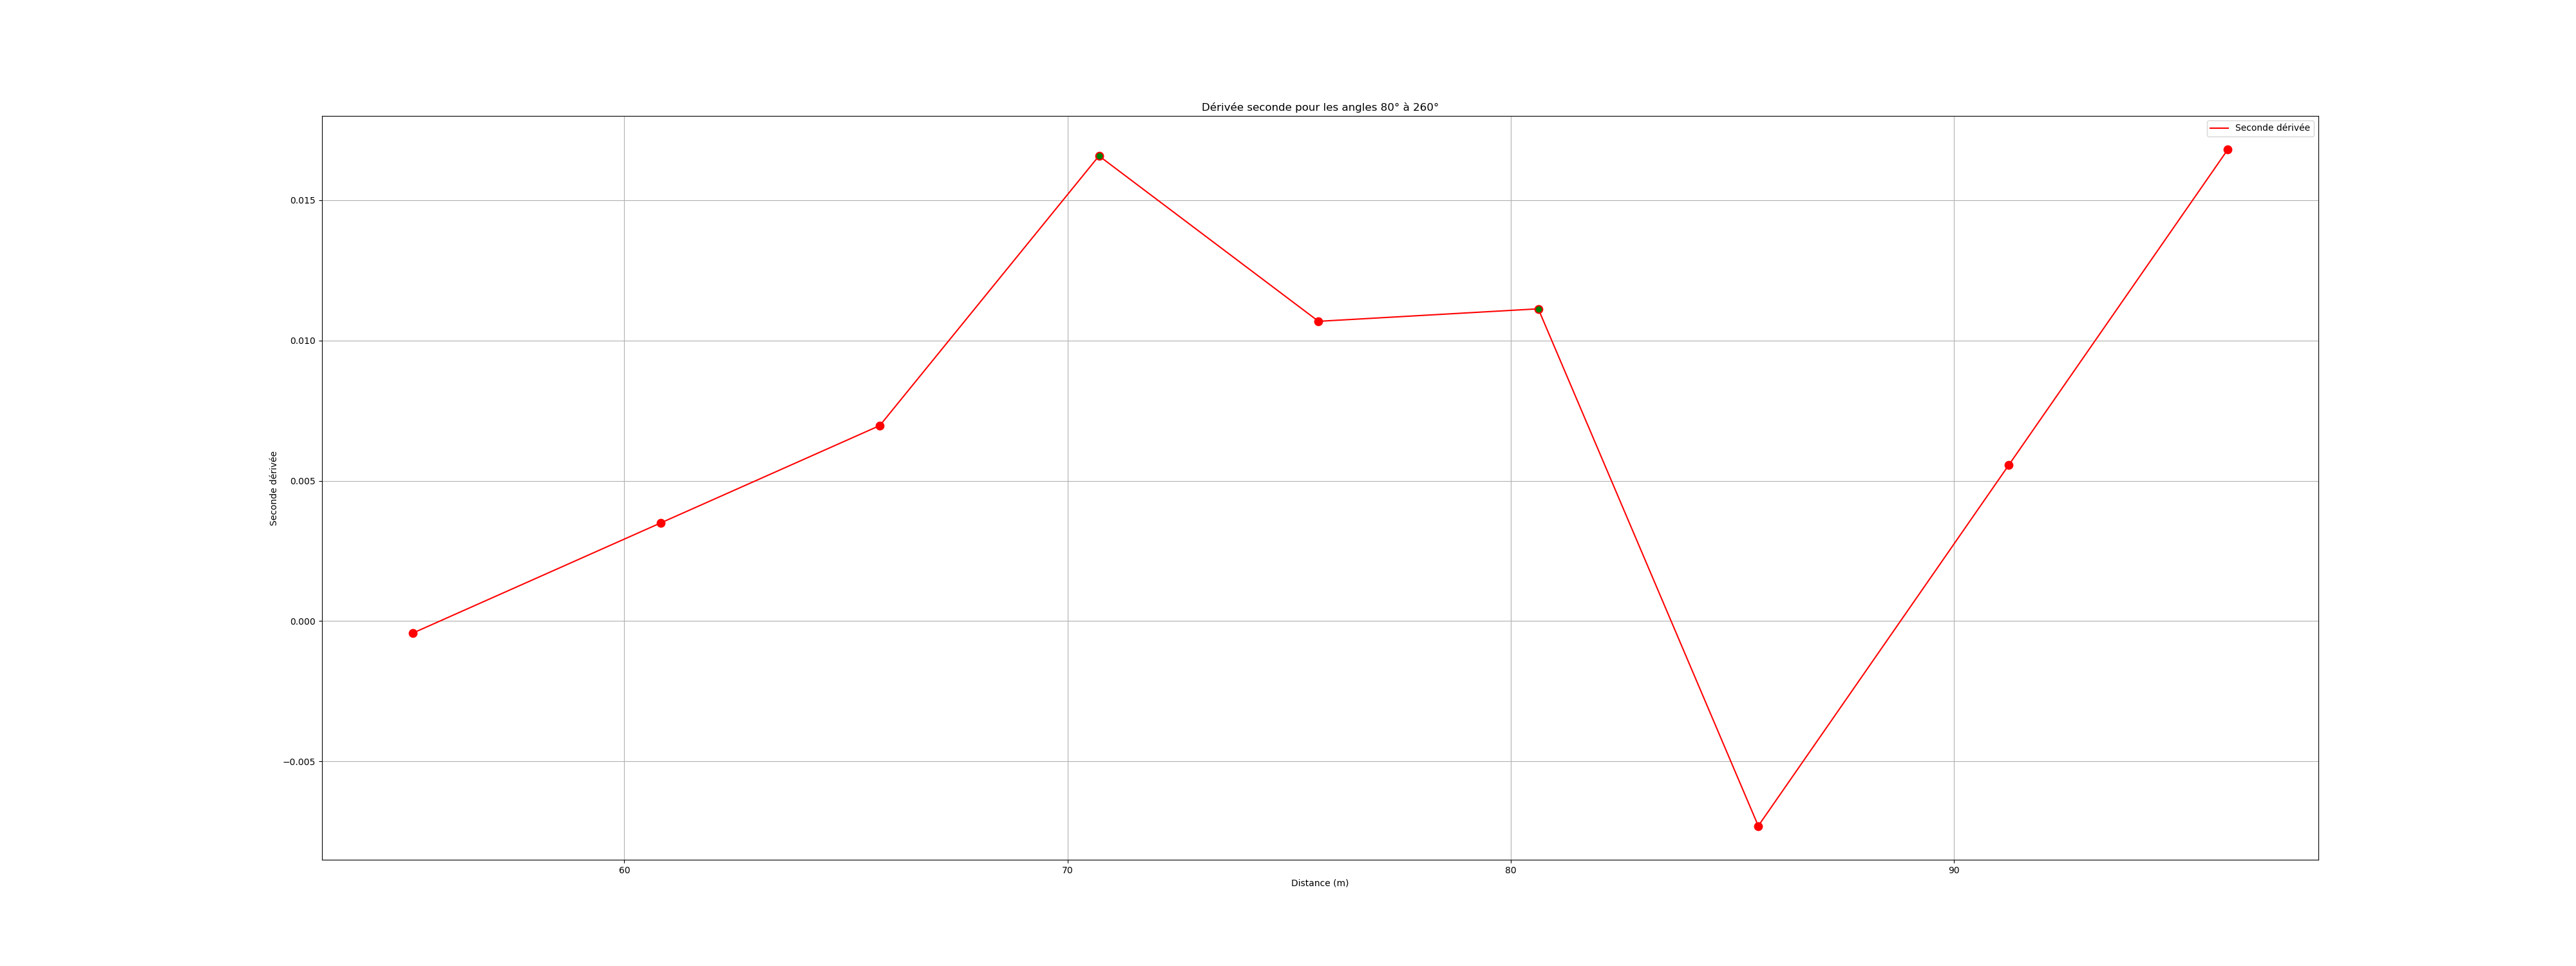 Dérivée seconde pour les angles 80° à 260°
Seconde dérivée
0.015
0.010
0.005
0.000
−0.005
Seconde dérivée
60
70
80
90
Distance (m)